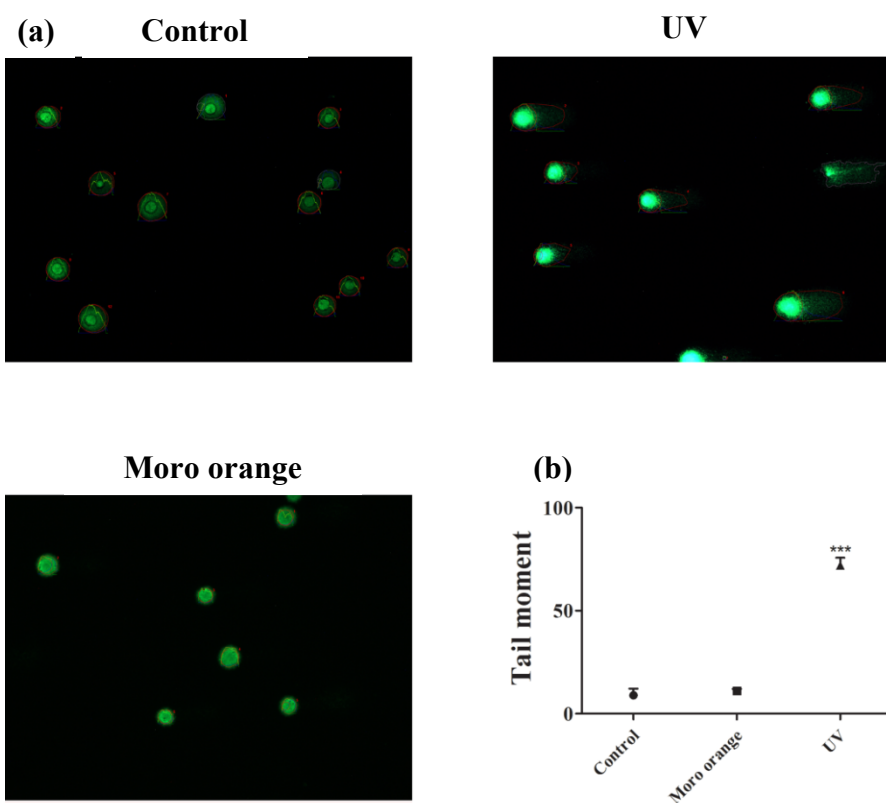 (a) Control UV
Moro orange (b)
100
50
0
Tail moment
***
Control
Moro orange
UV